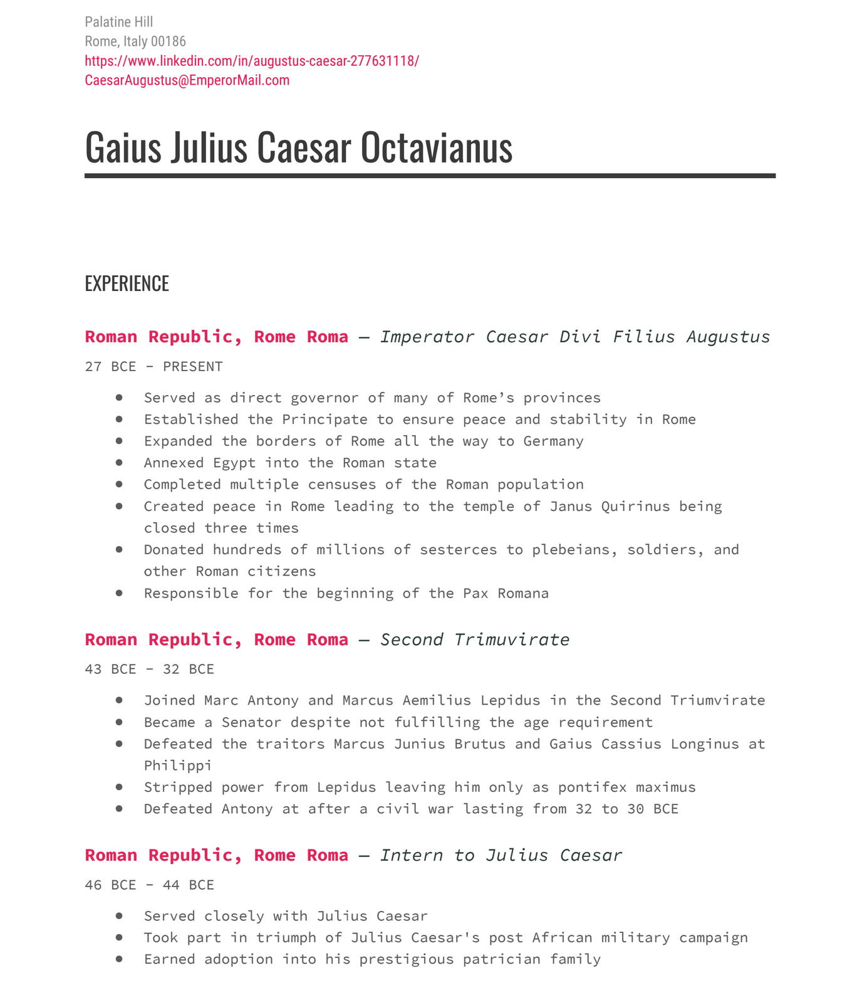 Palatine Hill
Rome, Italy 00186
https://www.linkedin.com/in/augustus-caesar-277631118/
CaesarAugustus@EmperorMail.com
Gaius Julius Caesar Octavianus
EXPERIENCE
Roman Republic, Rome Roma — Imperator Caesar Divi Filius Augustus
27 BCE - PRESENT
● Served as direct governor of many of Rome’s provinces
● Established the Principate to ensure peace and stability in Rome
● Expanded the borders of Rome all the way to Germany
● Annexed Egypt into the Roman state
● Completed multiple censuses of the Roman population
● Created peace in Rome leading to the temple of Janus Quirinus being
closed three times
● Donated hundreds of millions of sesterces to plebeians, soldiers, and
other Roman citizens
● Responsible for the beginning of the Pax Romana
Roman Republic, Rome Roma — Second Trimuvirate
43 BCE - 32 BCE
● Joined Marc Antony and Marcus Aemilius Lepidus in the Second Triumvirate
● Became a Senator despite not fulfilling the age requirement
● Defeated the traitors Marcus Junius Brutus and Gaius Cassius Longinus at
Philippi
● Stripped power from Lepidus leaving him only as pontifex maximus
● Defeated Antony at after a civil war lasting from 32 to 30 BCE
Roman Republic, Rome Roma — Intern to Julius Caesar
46 BCE - 44 BCE
● Served closely with Julius Caesar
● Took part in triumph of Julius Caesar's post African military campaign
● Earned adoption into his prestigious patrician family